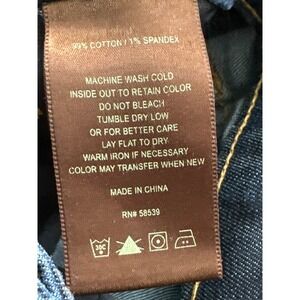 99% COTTON / 1% SPANDEX
MACHINE WASH COLD
INSIDE OUT TO RETAIN COLOR
DO NOT BLEACH
TUMBLE DRY LOW
OR FOR BETTER CARE
LAY FLAT TO DRY
WARM IRON IF NECESSARY
COLOR MAY TRANSFER WHEN NEW
MADE IN CHINA
RN# 58539
30C